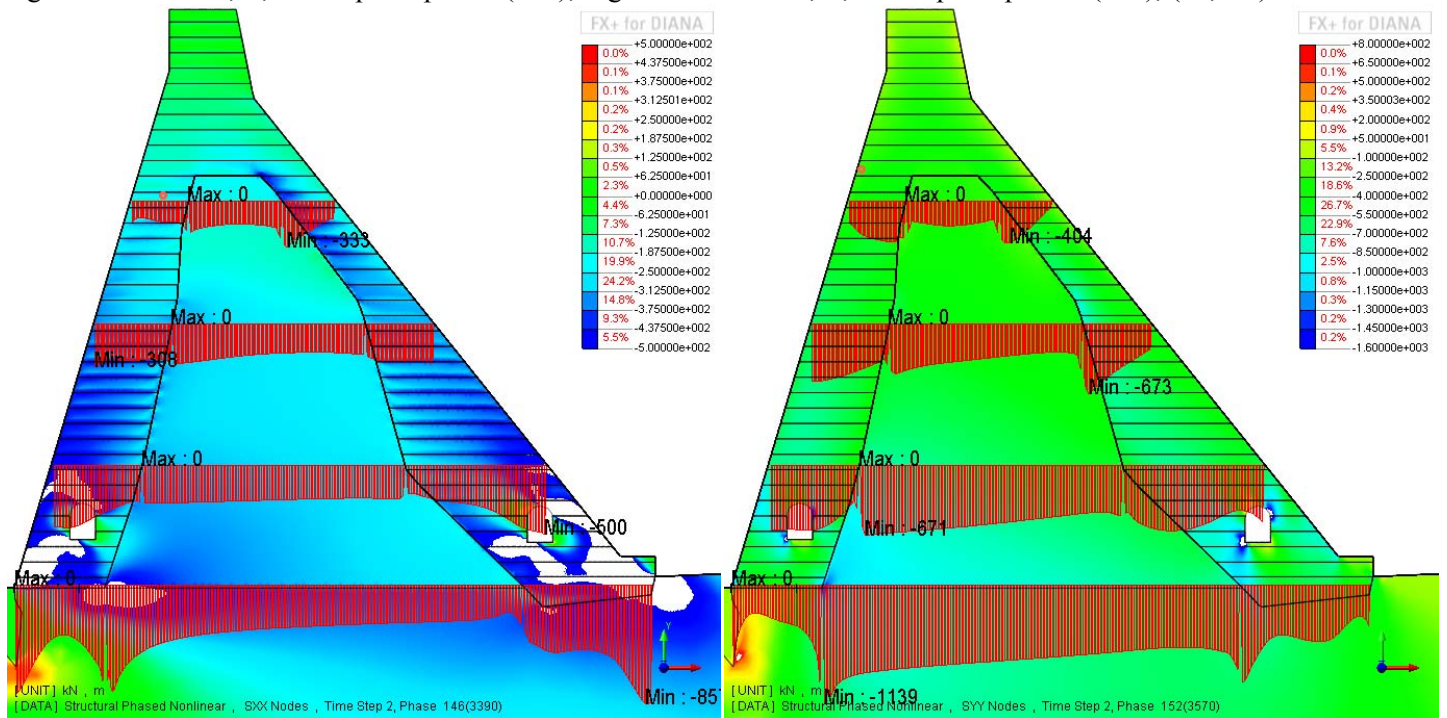 FX+ for DIANA
+5.00000e+002
0.0%
+4.37500e+002
0.1%
+3.75000e+002
0.1%
+3.12501e+002
0.2%
+2.50000e+002
0.2%
+1.87500e+002
0.3%
+1.25000e+002
0.5%
+6.25000e+001
2.3%
+0.00000e+000
4.4%
-6.25000e+001
7.3%
-1.25000e+002
10.7%
-1.87500e+002
19.9%
-2.50000e+002
24.2%
-3.12500e+002
14.8%
-3.75000e+002
9.3%
-4.37500e+002
5.5%
-5.00000e+002
Max : 0
Min : -333
Max : 0
Min : -308
Max : 0
Min : -500
Max : 0
Min : -857
Y
[UNIT] kN , m
[DATA] Structural Phased Nonlinear , SXX Nodes , Time Step 2, Phase 146(3390)
FX+ for DIANA
+8.00000e+002
0.0%
+6.50000e+002
0.1%
+5.00000e+002
0.2%
+3.50003e+002
0.4%
+2.00000e+002
0.9%
+5.00000e+001
5.5%
-1.00000e+002
13.2%
-2.50000e+002
18.6%
-4.00000e+002
26.7%
-5.50000e+002
22.9%
-7.00000e+002
7.6%
-8.50000e+002
2.5%
-1.00000e+003
0.8%
-1.15000e+003
0.3%
-1.30000e+003
0.2%
-1.45000e+003
0.2%
-1.60000e+003
Max : 0
Min : -404
Max : 0
Min : -673
Max : 0
Min : -671
Max : 0
Min : -1139
[UNIT] kN , m
[DATA] Structural Phased Nonlinear , SYY Nodes , Time Step 2, Phase 152(3570)